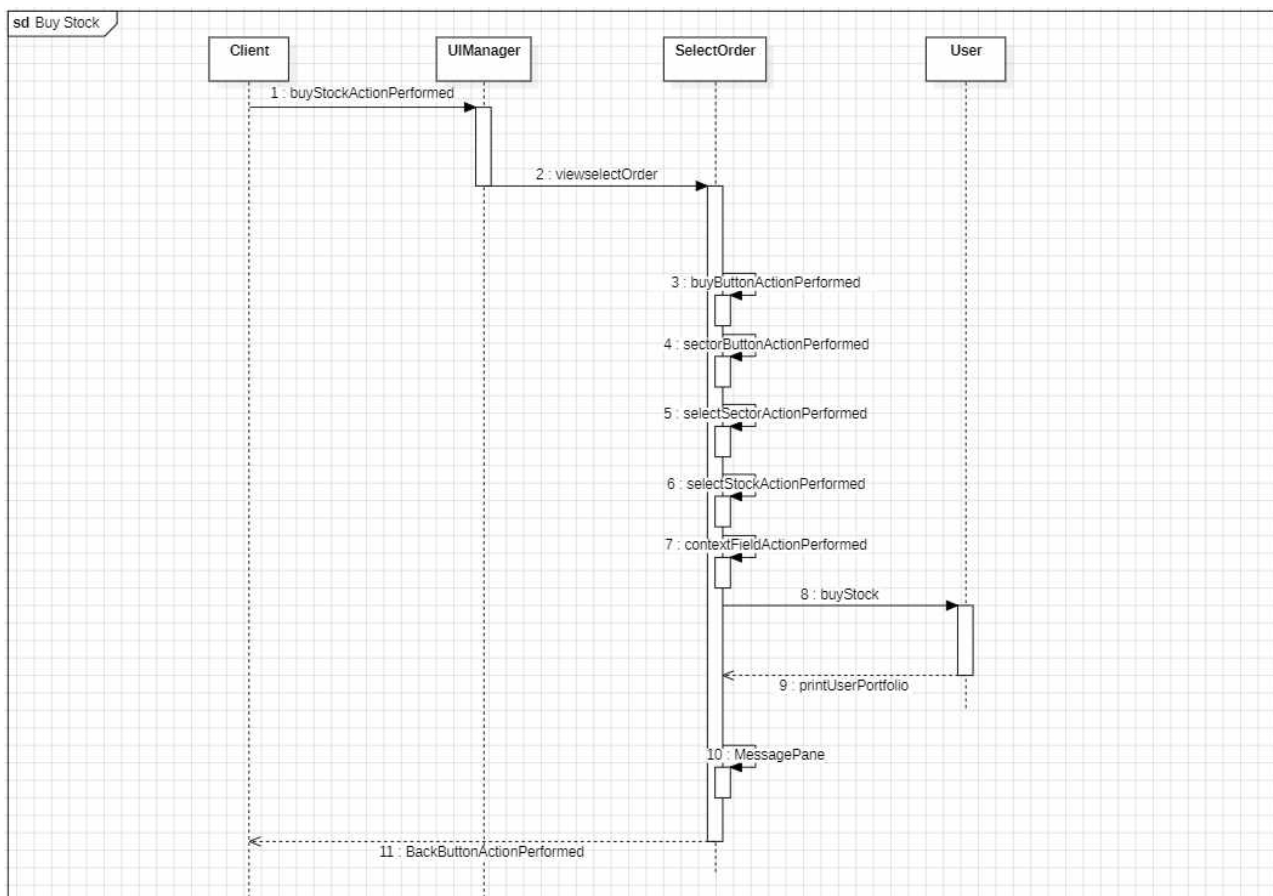 sd Buy Stock
Client
UIManager
SelectOrder
User
1 : buyStockActionPerformed
2 : viewselectOrder
3 : buyButtonActionPerformed
4 : sectorButtonActionPerformed
5 : selectSectorActionPerformed
6 : selectStockActionPerformed
7 : contextFieldActionPerformed
8 : buyStock
9 : printUserPortfolio
10 : MessagePane
11 : BackButtonActionPerformed